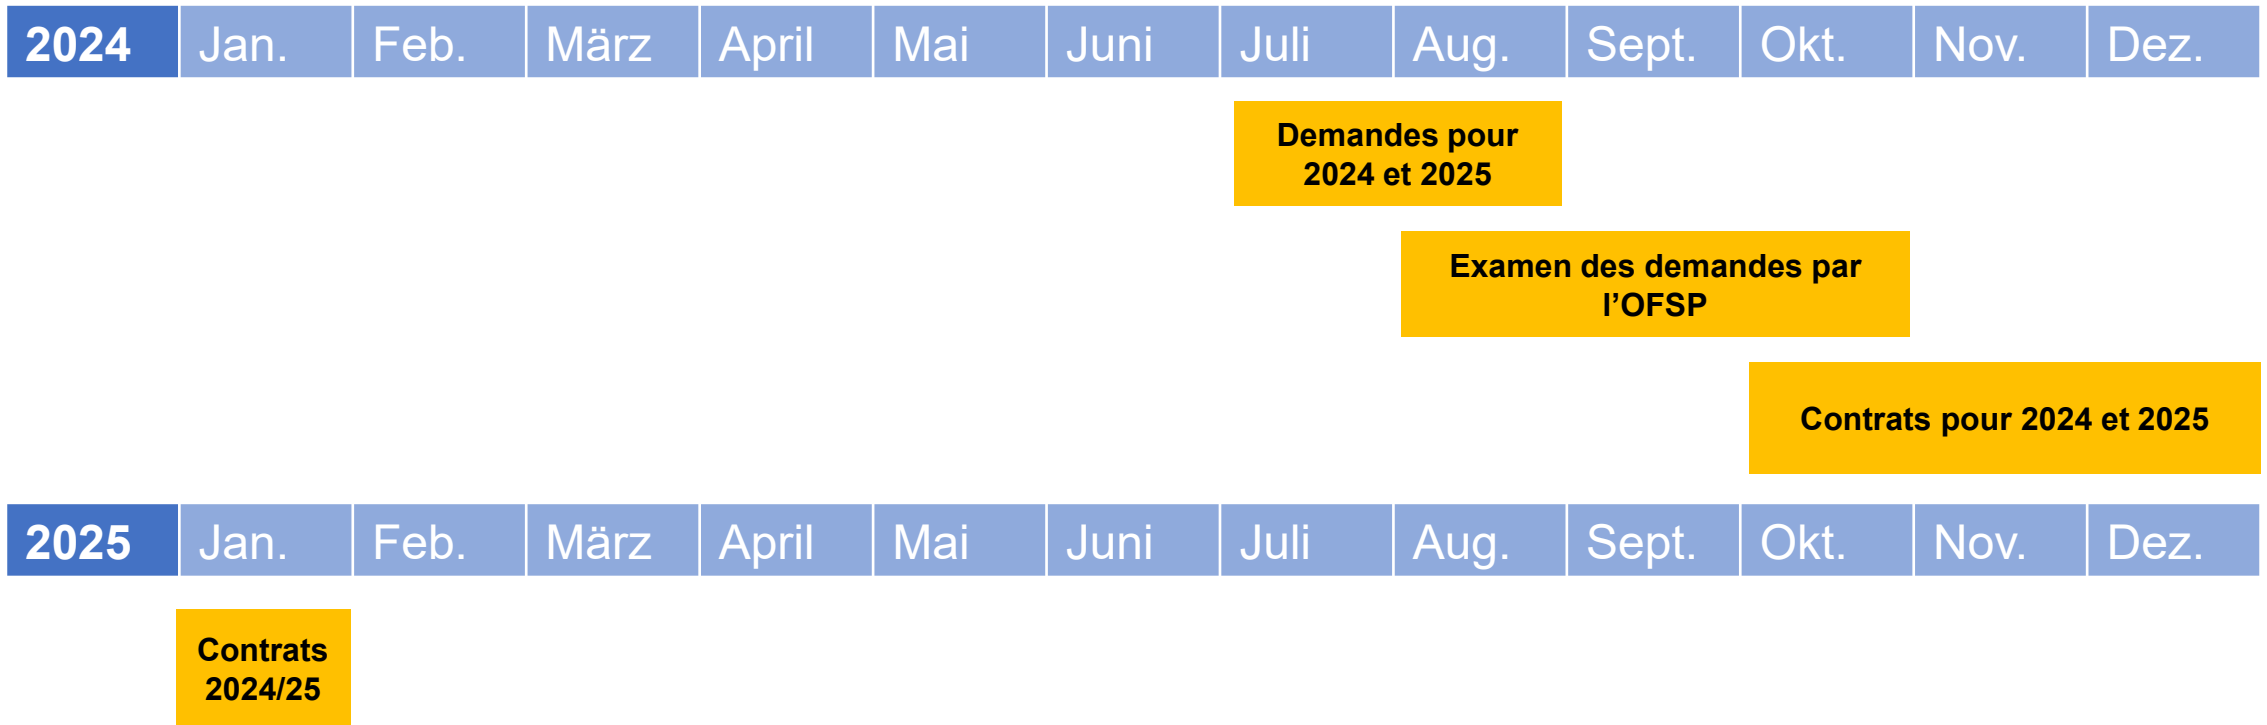 2024 Jan. Feb. März April Mai Juni Juli Aug. Sept. Okt. Nov. Dez.
Demandes pour
2024 et 2025
Examen des demandes par
l’OFSP
Contrats pour 2024 et 2025
2025 Jan. Feb. März April Mai Juni Juli Aug. Sept. Okt. Nov. Dez.
Contrats
2024/25